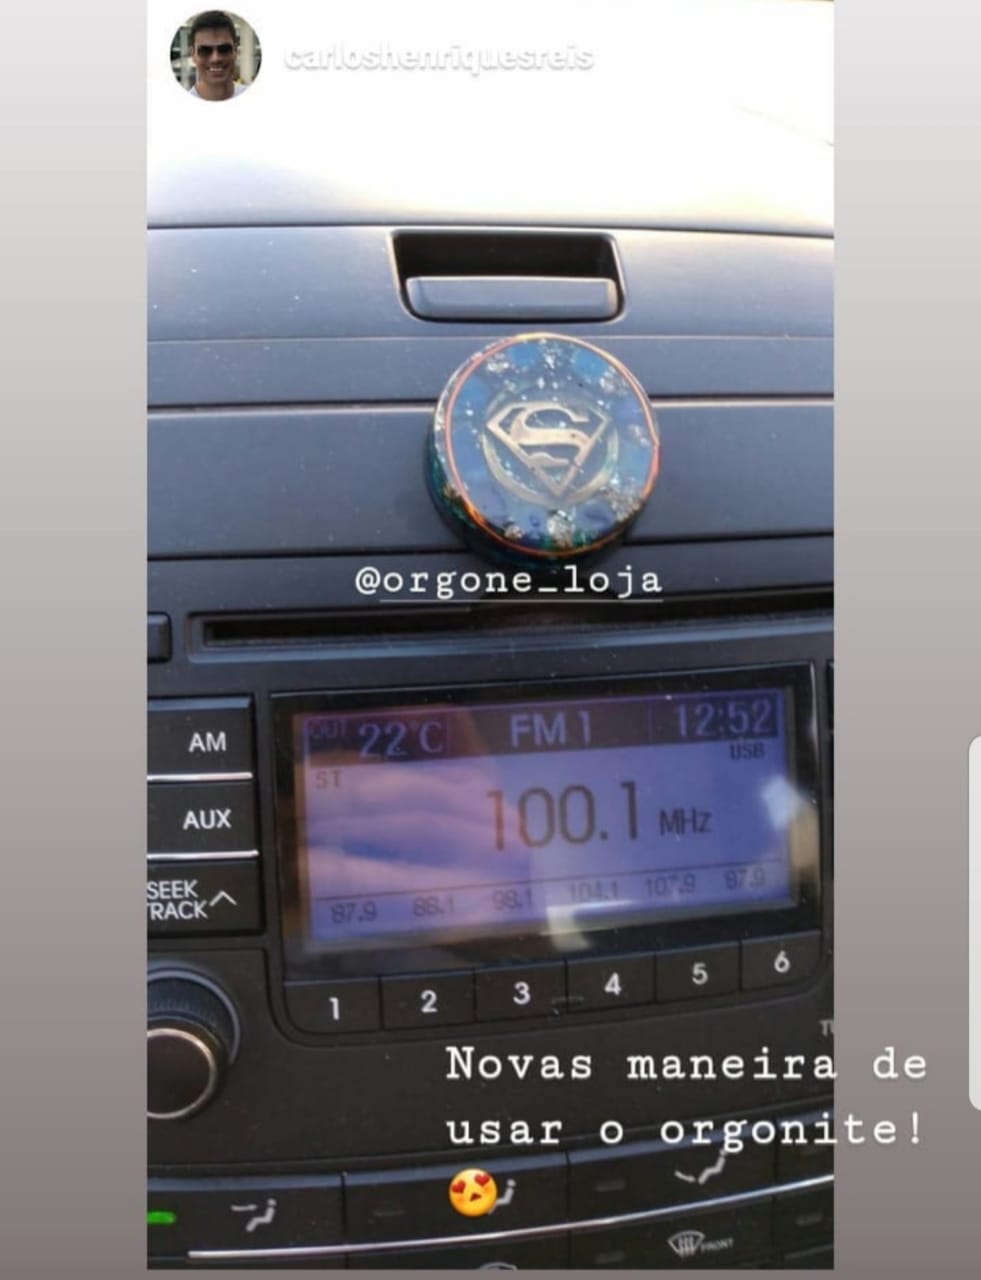 carloshenriquesreis
@orgone_loja
OUT 22°C FM 1 12:52
ST USB
100.1 MHz
87.9 88.1 98.1 104.1 107.9 87.9
AM
AUX
SEEK
TRACK
1 2 3 4 5 6
Novas maneira de
usar o orgonite!
FRONT